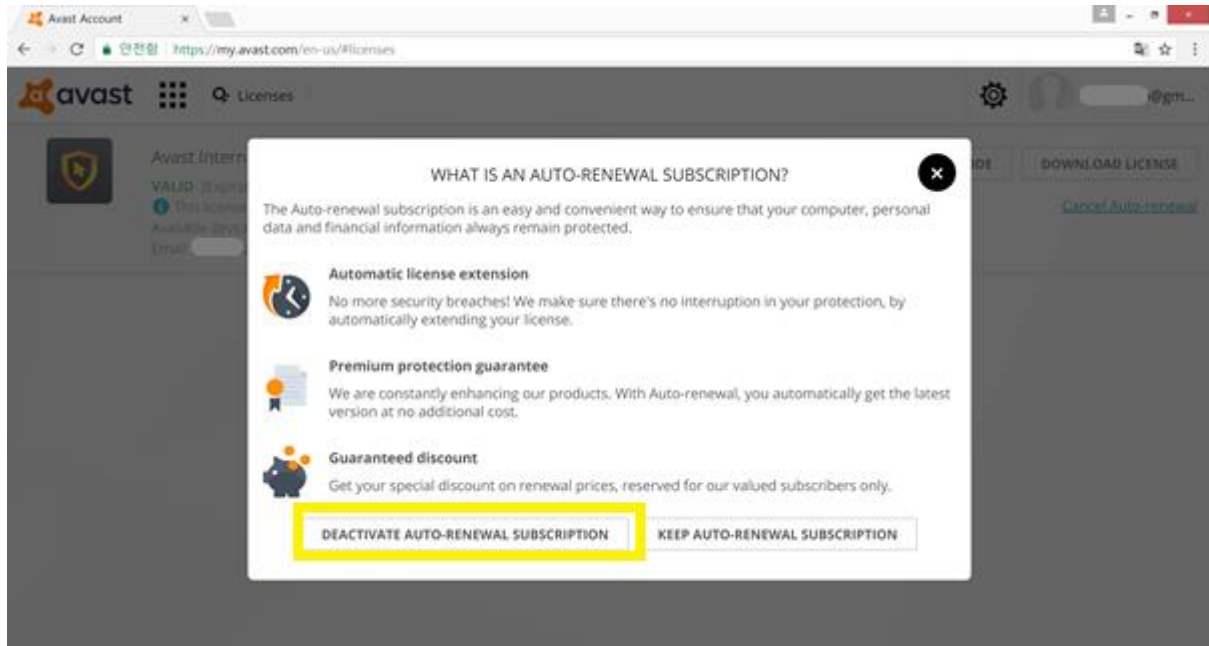 Avast Account
안전함 https://my.avast.com/en-us/#licenses
avast Licenses @gm...
Avast Intern
DOWNLOAD LICENSE
VALID
This license
Cancel Auto-renewal
Email
WHAT IS AN AUTO-RENEWAL SUBSCRIPTION?
The Auto-renewal subscription is an easy and convenient way to ensure that your computer, personal
data and financial information always remain protected.
Automatic license extension
No more security breaches! We make sure there's no interruption in your protection, by
automatically extending your license.
Premium protection guarantee
We are constantly enhancing our products. With Auto-renewal, you automatically get the latest
version at no additional cost.
Guaranteed discount
Get your special discount on renewal prices, reserved for our valued subscribers only.
DEACTIVATE AUTO-RENEWAL SUBSCRIPTION KEEP AUTO-RENEWAL SUBSCRIPTION